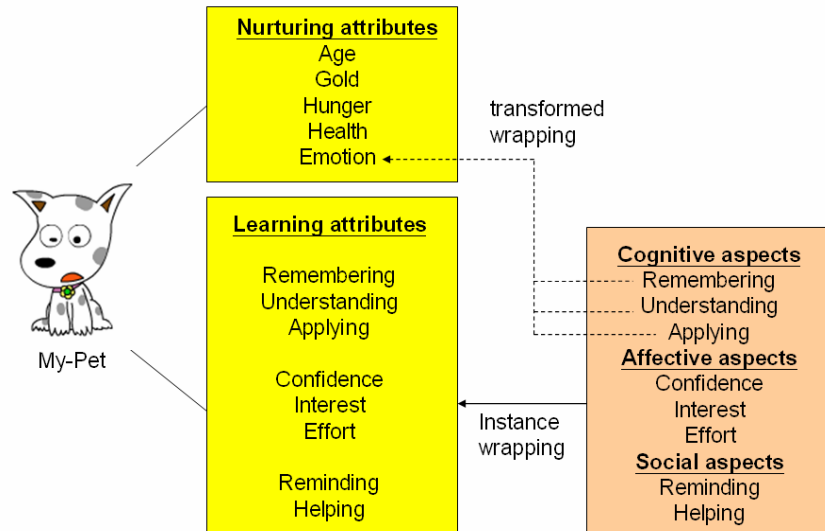 Nurturing attributes
Age
Gold
Hunger
Health
Emotion
transformed
wrapping
My-Pet
Learning attributes
Remembering
Understanding
Applying
Confidence
Interest
Effort
Reminding
Helping
Instance
wrapping
Cognitive aspects
Remembering
Understanding
Applying
Affective aspects
Confidence
Interest
Effort
Social aspects
Reminding
Helping